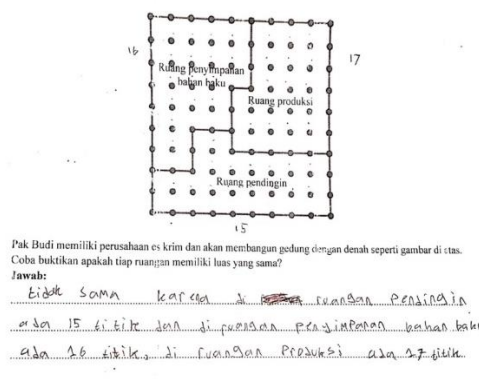 16
17
Ruang penyimpanan
bahan baku
Ruang produksi
Ruang pendingin
15
Pak Budi memiliki perusahaan es krim dan akan membangun gedung dengan denah seperti gambar di atas.
Coba buktikan apakah tiap ruangan memiliki luas yang sama?
Jawab:
tidak sama karena di ruangan pendingin
ada 15 titik dan di ruangan penyimpanan bahan baku
ada 16 titik, di ruangan produksi ada 17 titik